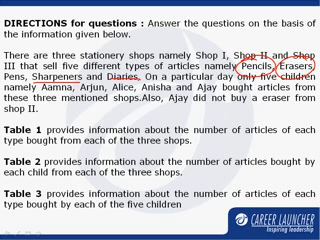 DIRECTIONS for questions : Answer the questions on the basis of
the information given below.
There are three stationery shops namely Shop I, Shop II and Shop
III that sell five different types of articles namely Pencils, Erasers,
Pens, Sharpeners and Diaries. On a particular day only five children
namely Aamna, Arjun, Alice, Anisha and Ajay bought articles from
these three mentioned shops.Also, Ajay did not buy a eraser from
shop II.
Table 1 provides information about the number of articles of each
type bought from each of the three shops.
Table 2 provides information about the number of articles bought by
each child from each of the three shops.
Table 3 provides information about the number of articles of each
type bought by each of the five children
CAREER LAUNCHER
Inspiring leadership